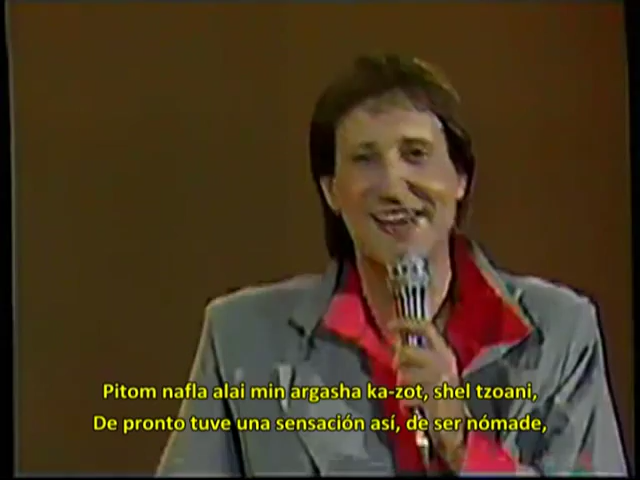 Pitom nafla alai min argasha ka-zot, shel tzoani,
De pronto tuve una sensación así, de ser nómade,